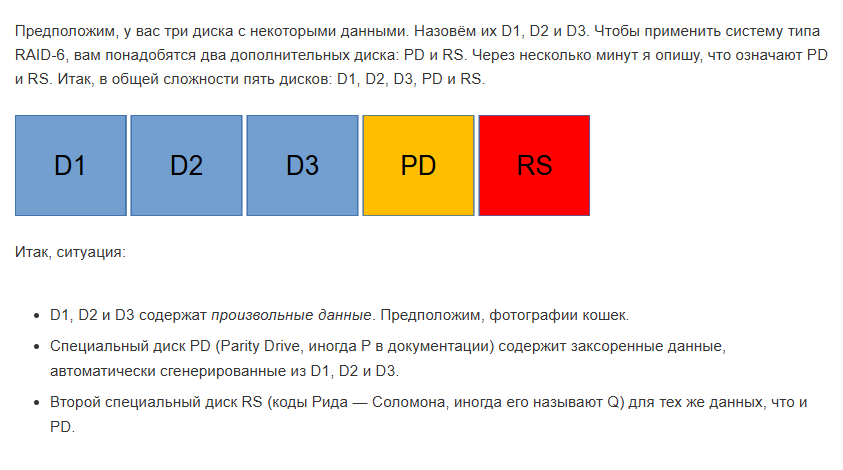 Предположим, у вас три диска с некоторыми данными. Назовём их D1, D2 и D3. Чтобы применить систему типа
RAID-6, вам понадобятся два дополнительных диска: PD и RS. Через несколько минут я опишу, что означают PD
и RS. Итак, в общей сложности пять дисков: D1, D2, D3, PD и RS.
D1 D2 D3 PD RS
Итак, ситуация:
• D1, D2 и D3 содержат произвольные данные. Предположим, фотографии кошек.
• Специальный диск PD (Parity Drive, иногда P в документации) содержит заксоренные данные,
автоматически сгенерированные из D1, D2 и D3.
• Второй специальный диск RS (коды Рида — Соломона, иногда его называют Q) для тех же данных, что и
PD.